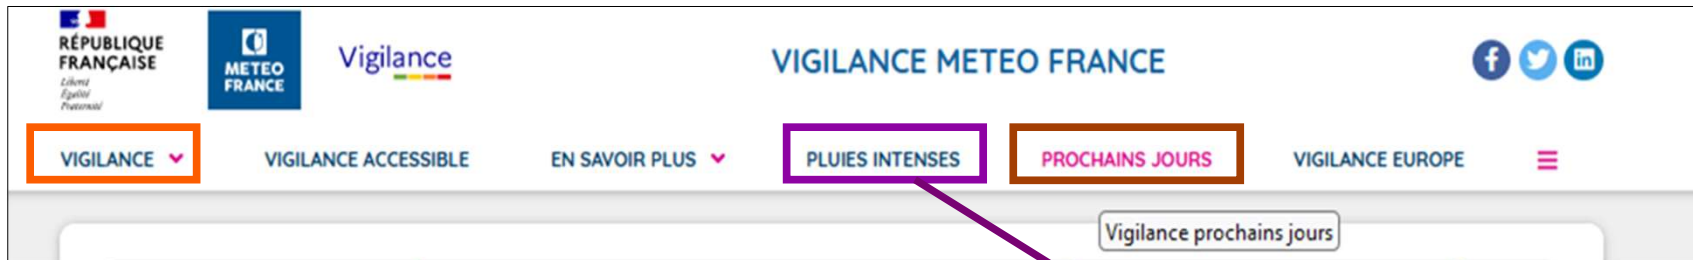 RÉPUBLIQUE
FRANÇAISE
Liberté
Égalité
Fraternité
METEO
FRANCE
Vigilance
VIGILANCE METEO FRANCE
VIGILANCE
VIGILANCE ACCESSIBLE
EN SAVOIR PLUS
PLUIES INTENSES
PROCHAINS JOURS
VIGILANCE EUROPE
Vigilance prochains jours